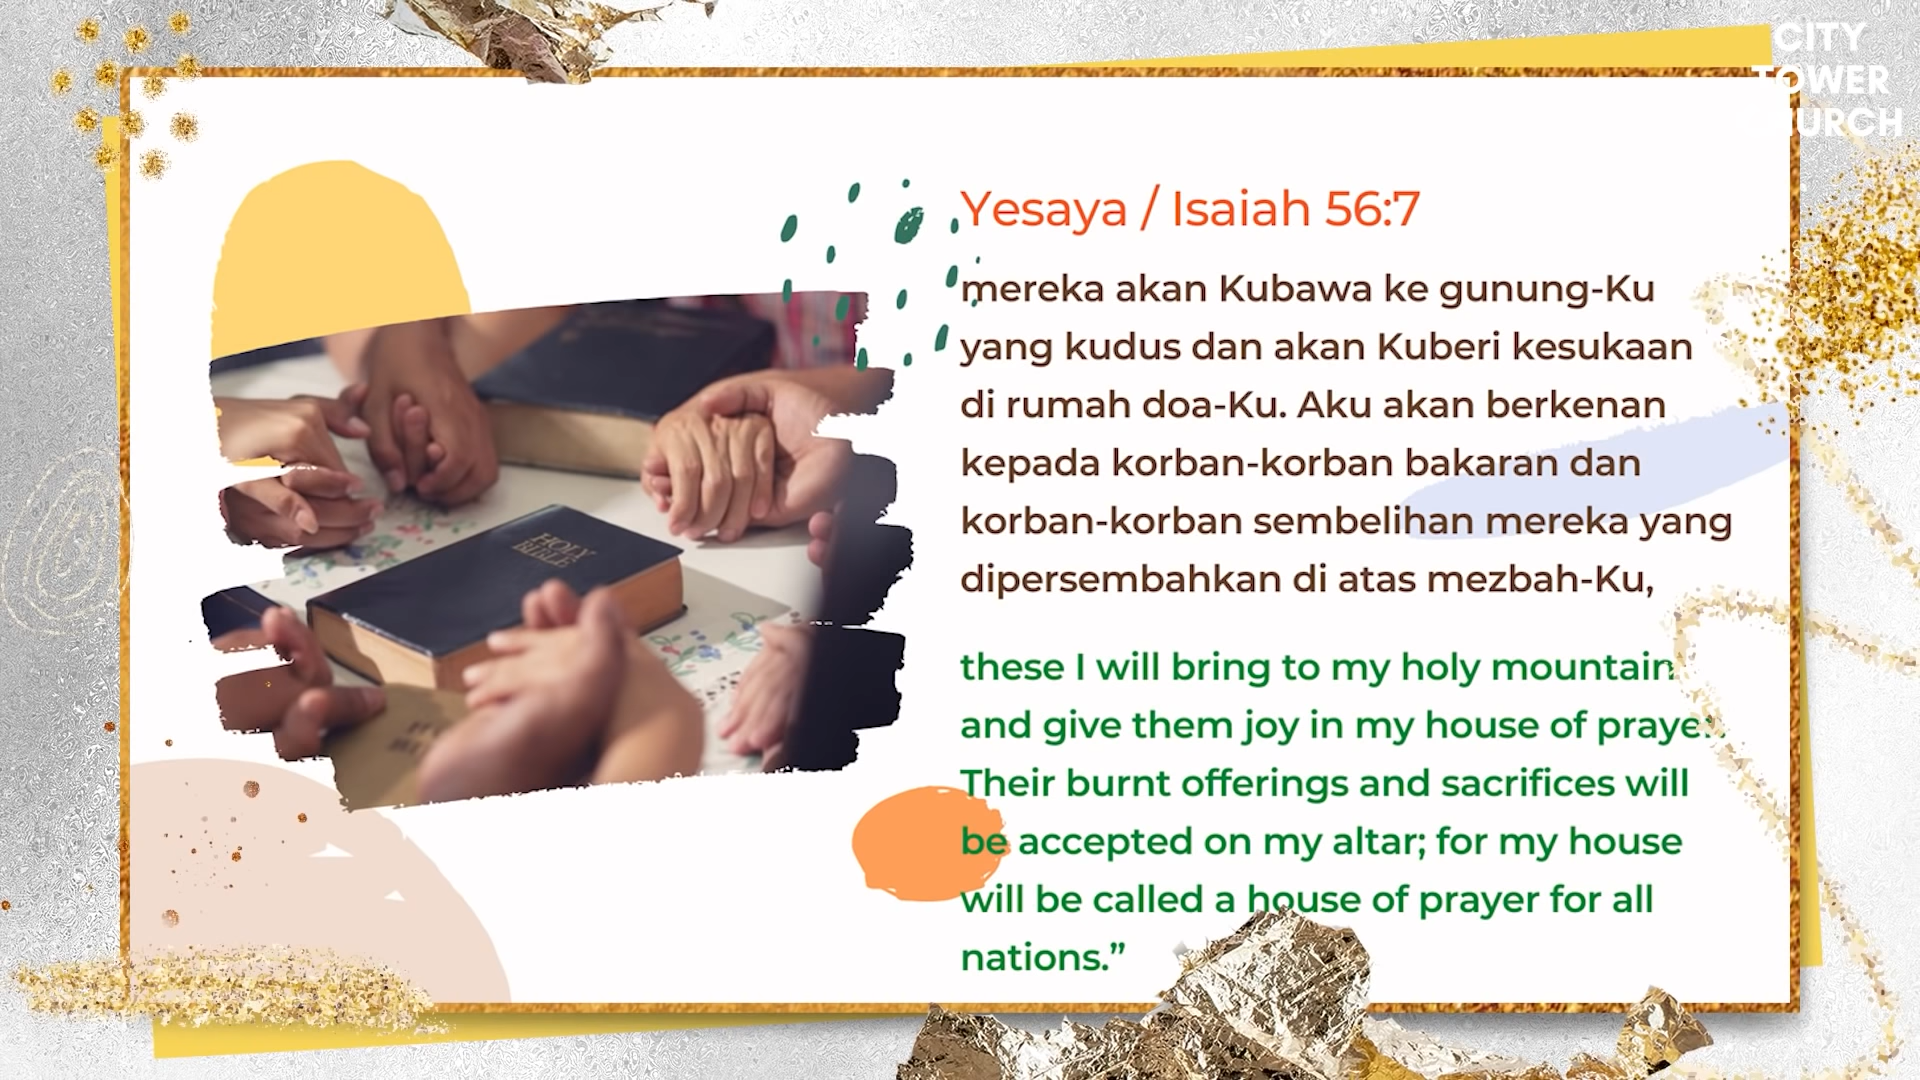 CITY
TOWER
CHURCH
Yesaya / Isaiah 56:7
mereka akan Kubawa ke gunung-Ku
yang kudus dan akan Kuberi kesukaan
di rumah doa-Ku. Aku akan berkenan
kepada korban-korban bakaran dan
korban-korban sembelihan mereka yang
dipersembahkan di atas mezbah-Ku,
these I will bring to my holy mountain
and give them joy in my house of prayer.
Their burnt offerings and sacrifices will
be accepted on my altar; for my house
will be called a house of prayer for all
nations.”
HOLY
BIBLE